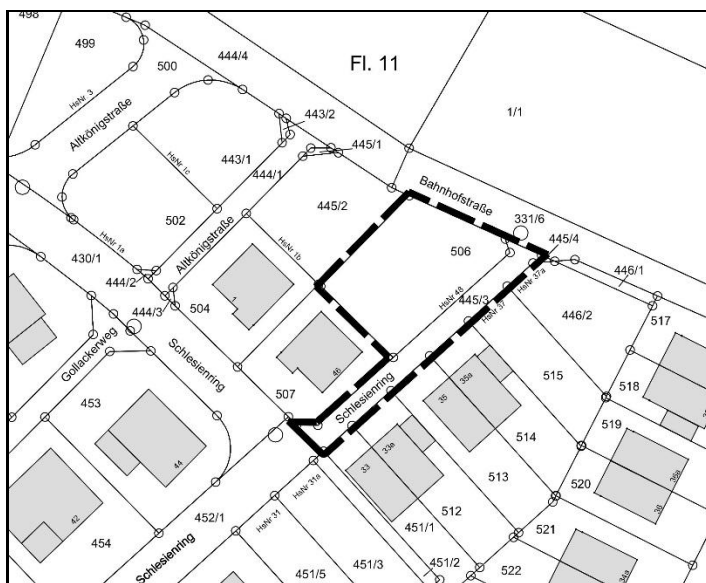 498
499
444/4
Fl. 11
500
HsNr 3
Altkönigstraße
443/2
1/1
443/1
445/1
444/1
HsNr 1c
502
445/2
Bahnhofstraße
331/6
506
445/4
446/1
HsNr 1a
Altkönigstraße
HsNr 1b
HsNr 37a
430/1
444/2
444/3
504
1
HsNr 48
445/3
HsNr 37
446/2
517
Gollackerweg
Schlesienring
46
515
518
507
Schlesienring
35
35a
519
453
514
44
33
33a
513
520
36
36a
42
452/1
HsNr 31a
HsNr 31
512
451/1
521
454
Schlesienring
451/5
451/3
451/2
522
34a